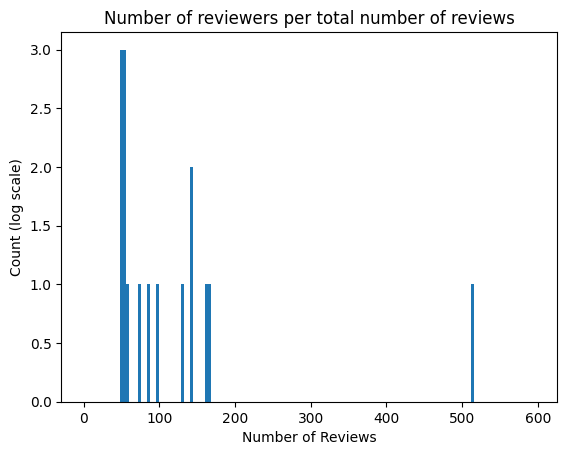 Number of reviewers per total number of reviews
3.0
2.5
2.0
1.5
1.0
0.5
0.0
Count (log scale)
0 100 200 300 400 500 600
Number of Reviews